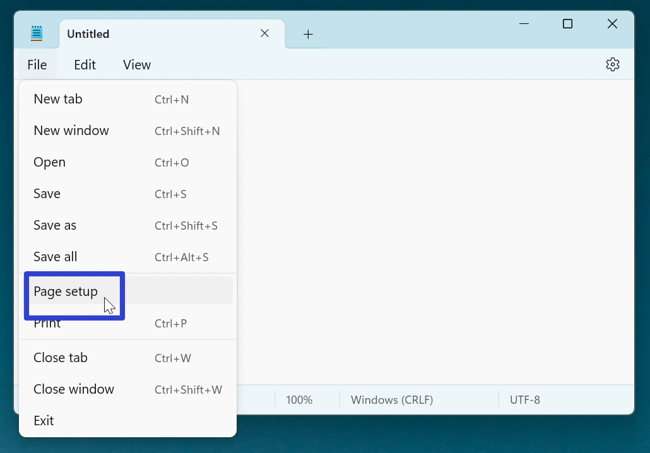 Untitled
File Edit View
New tab Ctrl+N
New window Ctrl+Shift+N
Open Ctrl+O
Save Ctrl+S
Save as Ctrl+Shift+S
Save all Ctrl+Alt+S
Page setup
Print Ctrl+P
Close tab Ctrl+W
Close window Ctrl+Shift+W
Exit
100% Windows (CRLF) UTF-8